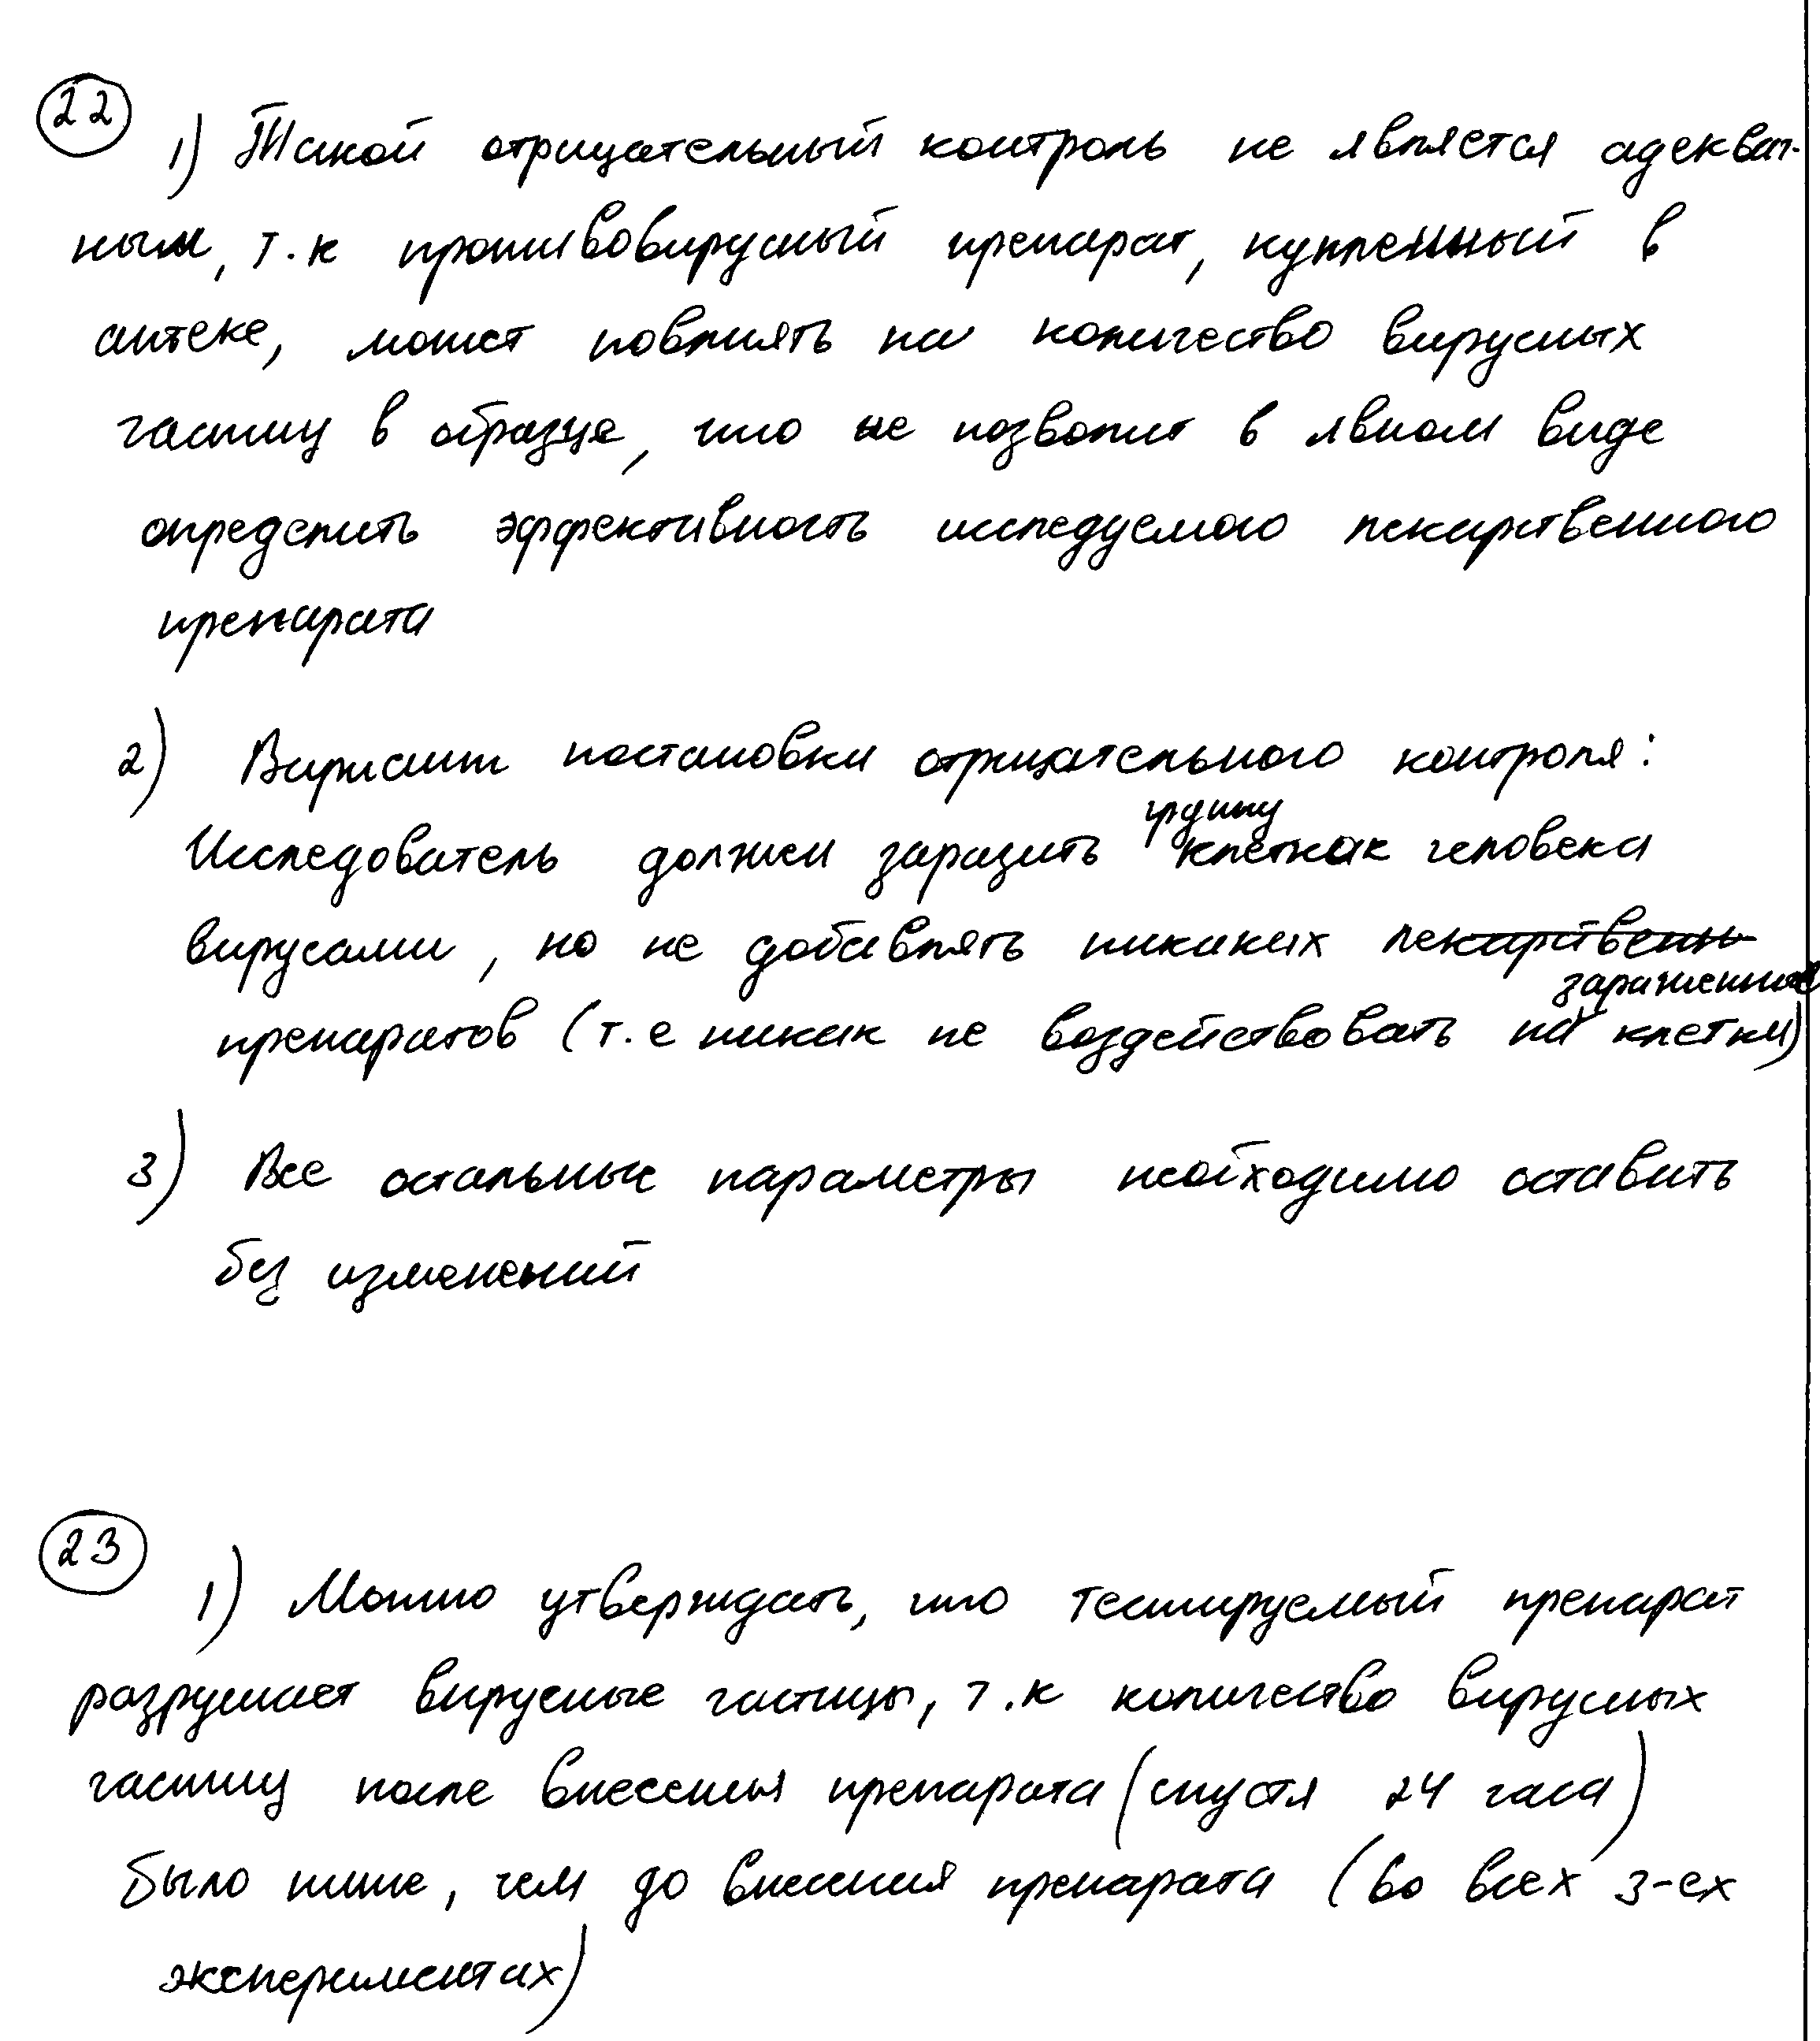 22
1) Такой отрицательный контроль не является адекват-
ным, т.к противовирусный препарат, купленный в
аптеке, может повлиять на количество вирусных
частиц в образце, что не позволит в явном виде
определить эффективность исследуемого лекарственного
препарата
2) Вариант постановки отрицательного контроля:
группу
Исследователь должен заразить клеток человека
вирусами, но не добавлять никаких лекарственн
заражённые
препаратов (т.е никак не воздействовать на клетки)
3) Все остальные параметры необходимо оставить
без изменений
23
1) Можно утверждать, что тестируемый препарат
разрушает вирусные частицы, т.к количество вирусных
частиц после внесения препарата (спустя 24 часа)
было ниже, чем до внесения препарата (во всех 3-ех
экспериментах)